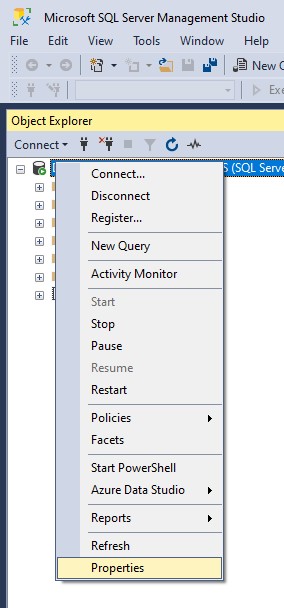 Microsoft SQL Server Management Studio
File Edit View Tools Window Help
New
Exe
Object Explorer
Connect
(SQL Serve
Connect...
Disconnect
Register...
New Query
Activity Monitor
Start
Stop
Pause
Resume
Restart
Policies
Facets
Start PowerShell
Azure Data Studio
Reports
Refresh
Properties